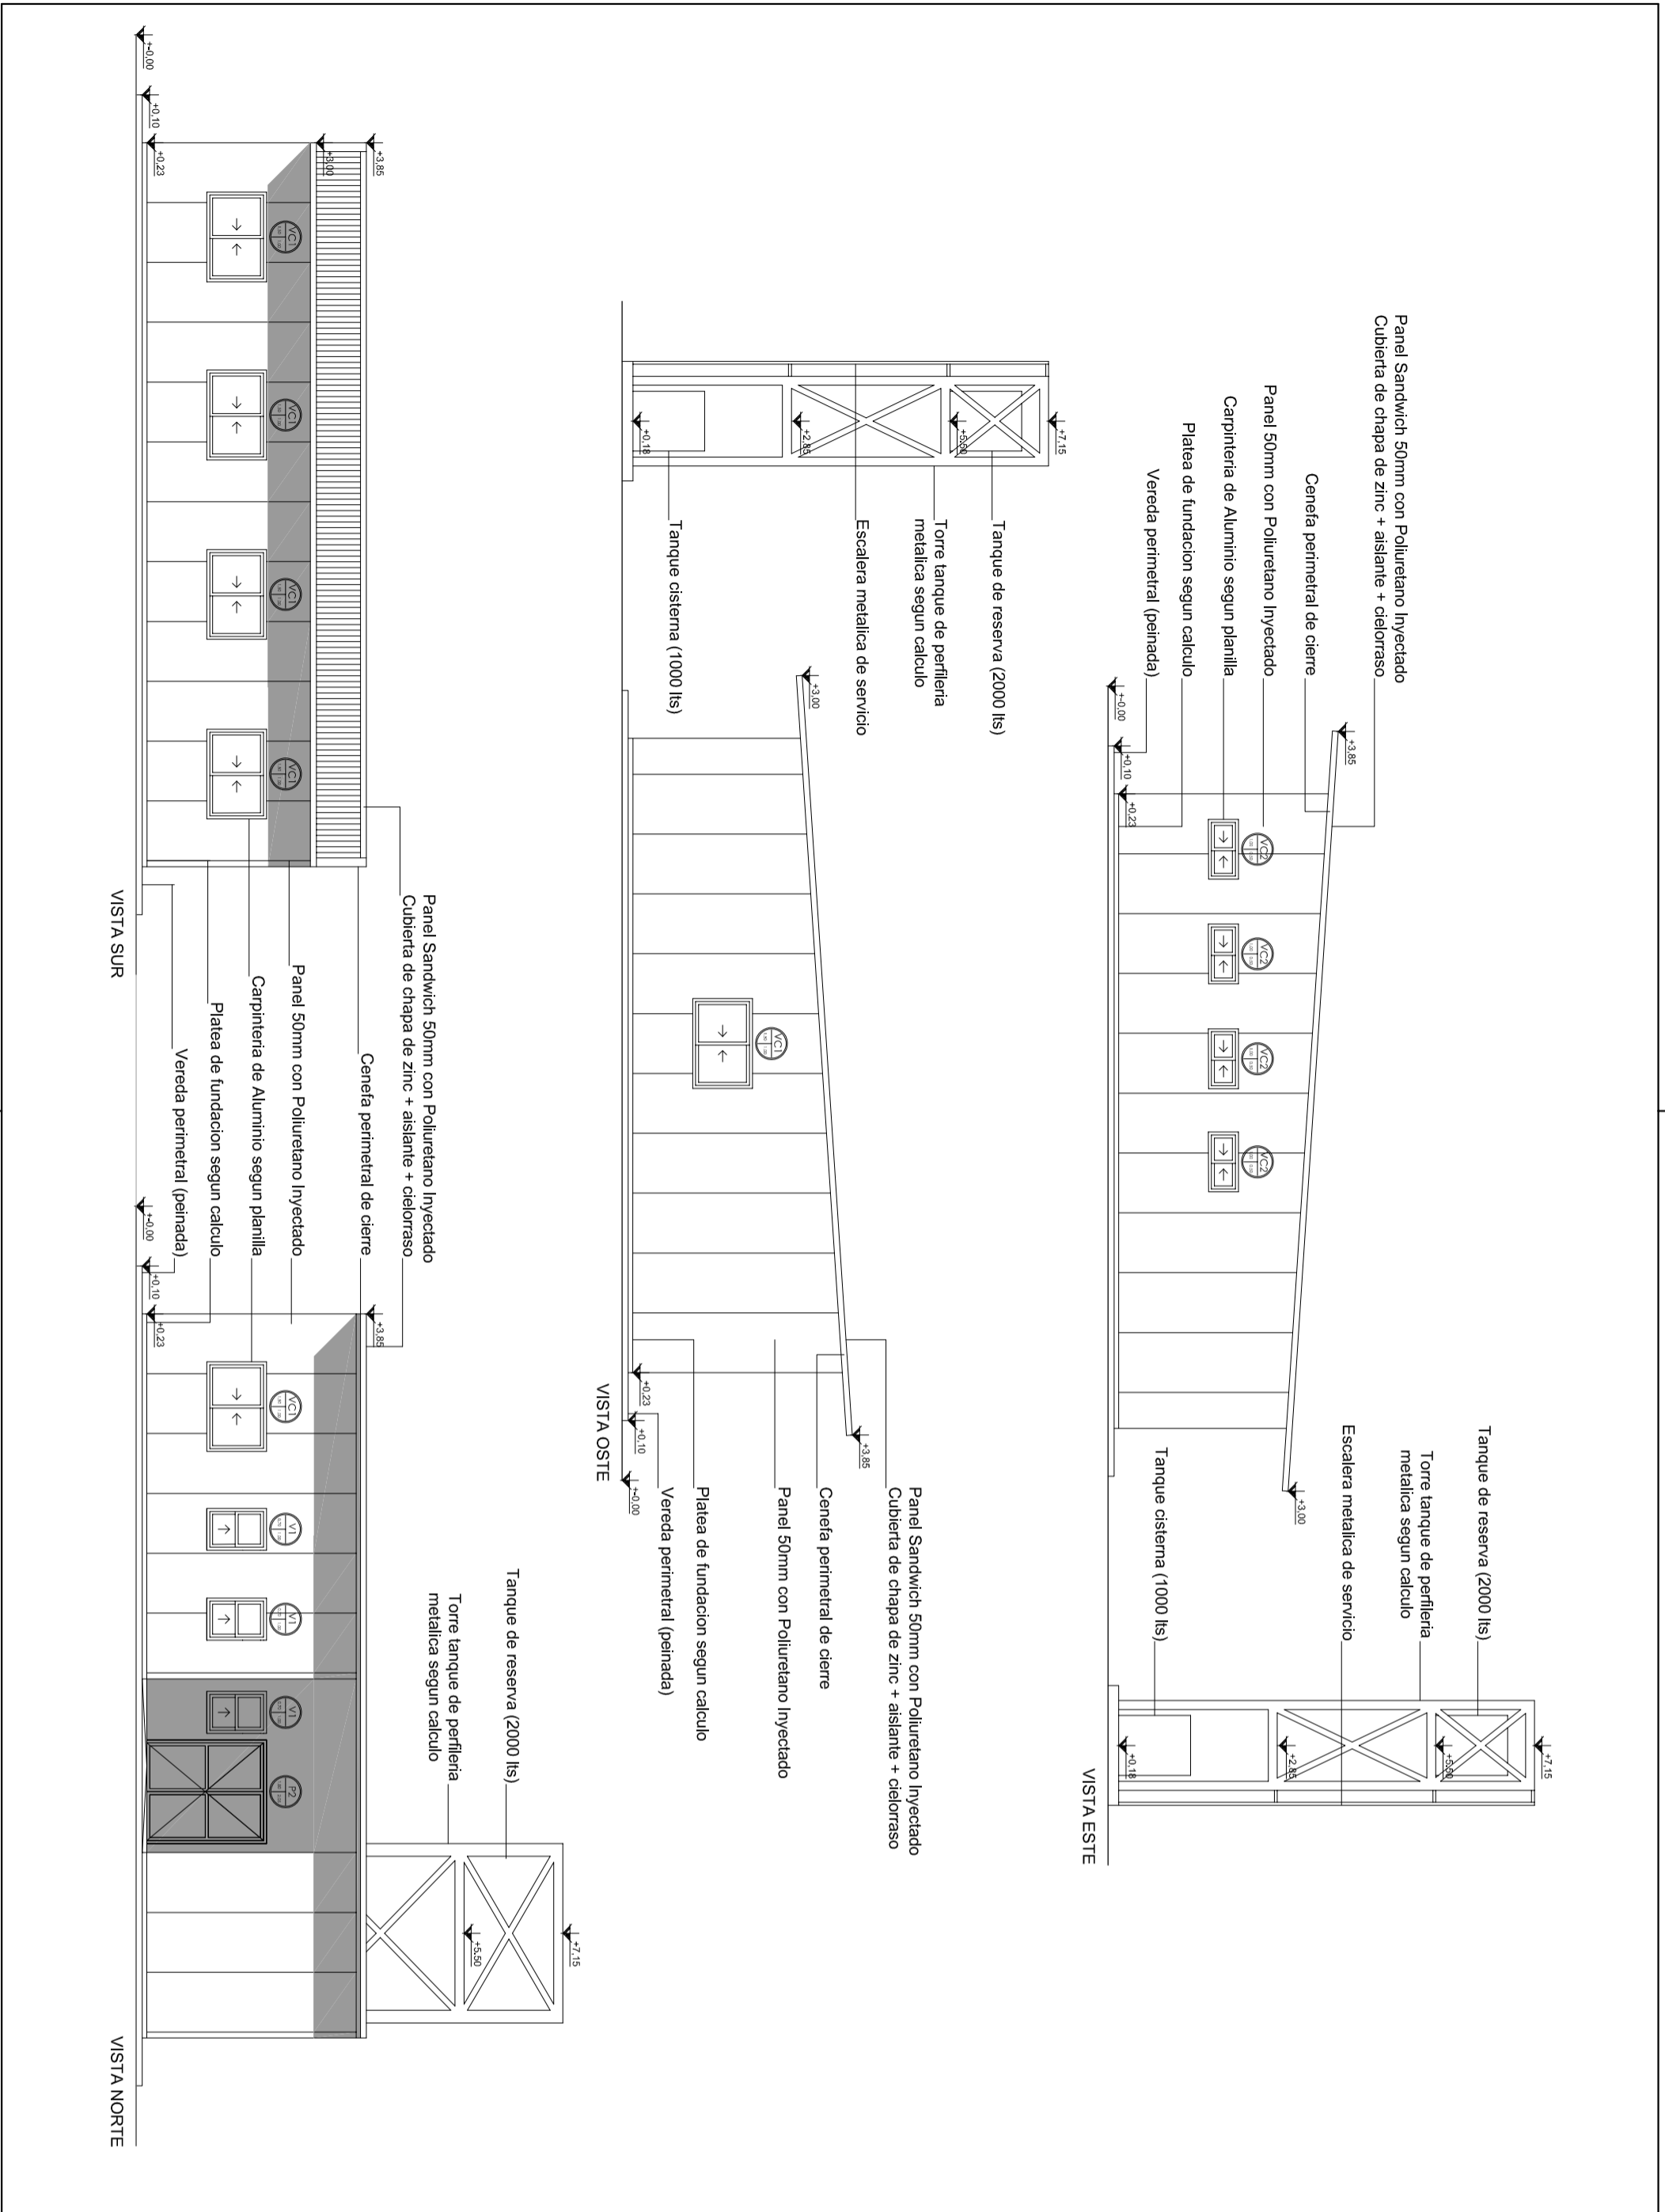 Panel Sandwich 50mm con Poliuretano Inyectado
Cubierta de chapa de zinc + aislante + cielorraso
Cenefa perimetral de cierre
Panel 50mm con Poliuretano Inyectado
Carpinteria de Aluminio segun planilla
Platea de fundacion segun calculo
Vereda perimetral (peinada)
+3,85
+-0,00
+0,10
+0,23
VC2
VC2
VC2
VC2
+3,00
Tanque de reserva (2000 lts)
Torre tanque de perfileria
metalica segun calculo
Escalera metalica de servicio
Tanque cisterna (1000 lts)
+7,15
+5,50
+2,85
+0,18
VISTA ESTE
+7,15
+5,50
+2,85
+0,18
Tanque de reserva (2000 lts)
Torre tanque de perfileria
metalica segun calculo
Escalera metalica de servicio
Tanque cisterna (1000 lts)
+3,00
VC1
+3,85
+0,23
+0,10
+-0,00
Panel Sandwich 50mm con Poliuretano Inyectado
Cubierta de chapa de zinc + aislante + cielorraso
Cenefa perimetral de cierre
Panel 50mm con Poliuretano Inyectado
Platea de fundacion segun calculo
Vereda perimetral (peinada)
VISTA OSTE
+3,85
+3,00
+0,23
+0,10
+-0,00
VC1
VC1
VC1
VC1
Panel Sandwich 50mm con Poliuretano Inyectado
Cubierta de chapa de zinc + aislante + cielorraso
Cenefa perimetral de cierre
Panel 50mm con Poliuretano Inyectado
Carpinteria de Aluminio segun planilla
Platea de fundacion segun calculo
Vereda perimetral (peinada)
VISTA SUR
+3,85
+0,23
+0,10
+-0,00
VC1
V1
V1
V1
P2
Tanque de reserva (2000 lts)
Torre tanque de perfileria
metalica segun calculo
+7,15
+5,50
VISTA NORTE